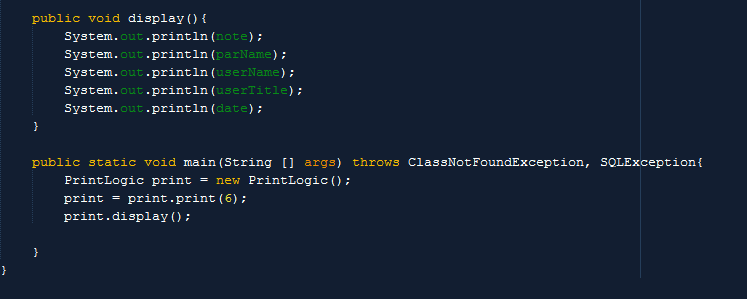 public void display(){
System.out.println(note);
System.out.println(parName);
System.out.println(userName);
System.out.println(userTitle);
System.out.println(date);
}
public static void main(String [] args) throws ClassNotFoundException, SQLException{
PrintLogic print = new PrintLogic();
print = print.print(6);
print.display();
}
}